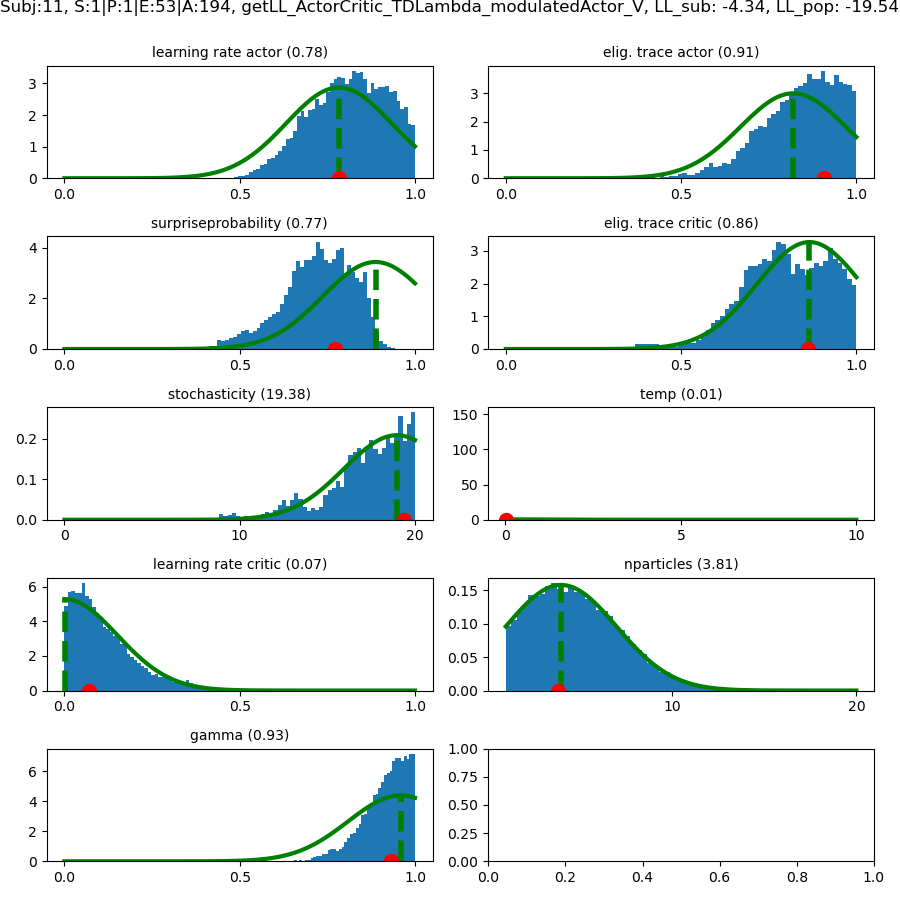 Subj:11, S:1|P:1|E:53|A:194, getLL_ActorCritic_TDLambda_modulatedActor_V, LL_sub: -4.34, LL_pop: -19.54
learning rate actor (0.78)
3
2
1
0
0.0 0.5 1.0
elig. trace actor (0.91)
3
2
1
0
0.0 0.5 1.0
surpriseprobability (0.77)
4
2
0
0.0 0.5 1.0
elig. trace critic (0.86)
3
2
1
0
0.0 0.5 1.0
stochasticity (19.38)
0.2
0.1
0.0
0 10 20
temp (0.01)
150
100
50
0
0 5 10
learning rate critic (0.07)
6
4
2
0
0.0 0.5 1.0
nparticles (3.81)
0.15
0.10
0.05
0.00
10 20
gamma (0.93)
6
4
2
0
0.0 0.5 1.0
1.00
0.75
0.50
0.25
0.00
0.0 0.2 0.4 0.6 0.8 1.0